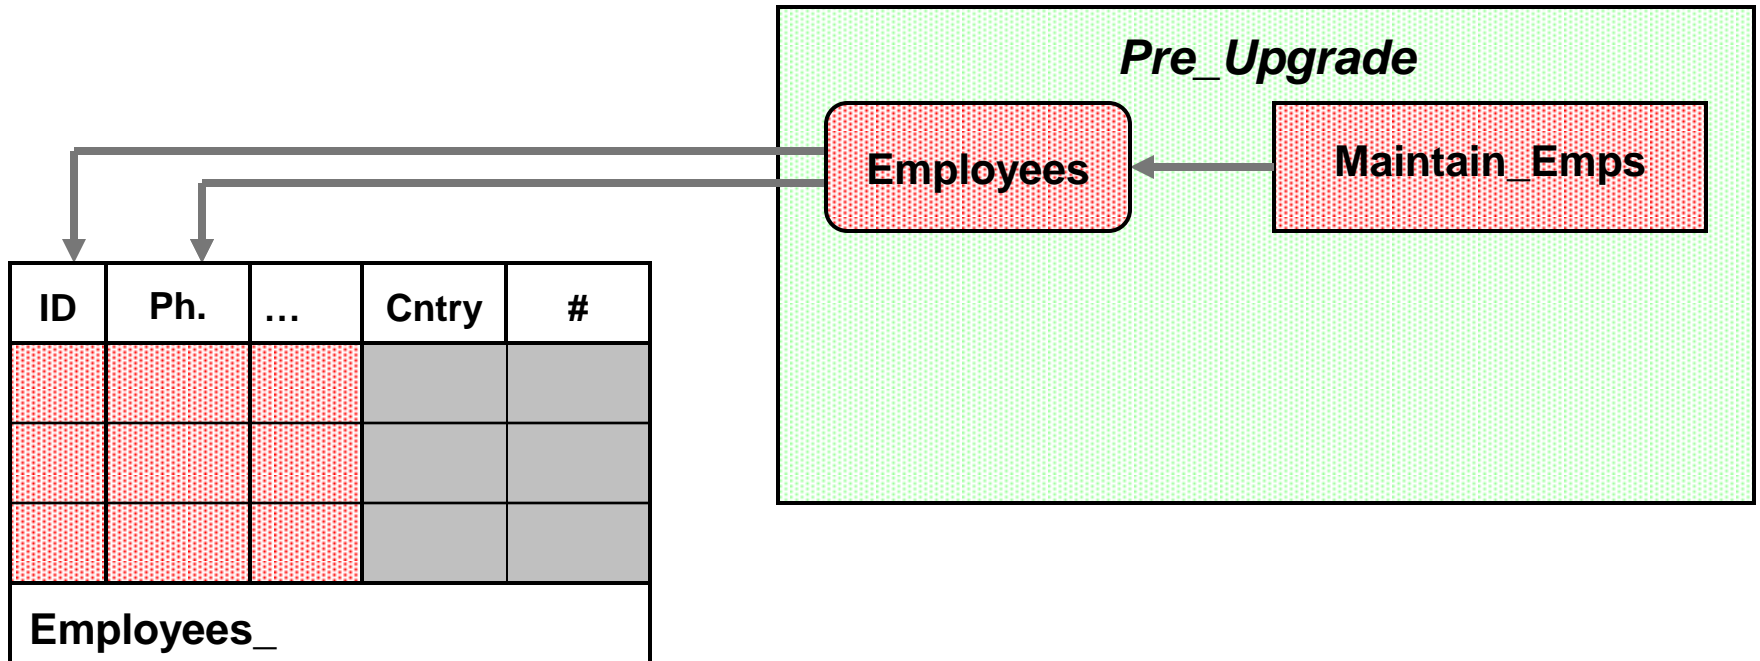 Pre_Upgrade
Employees
Maintain_Emps
ID Ph. … Cntry #
Employees_